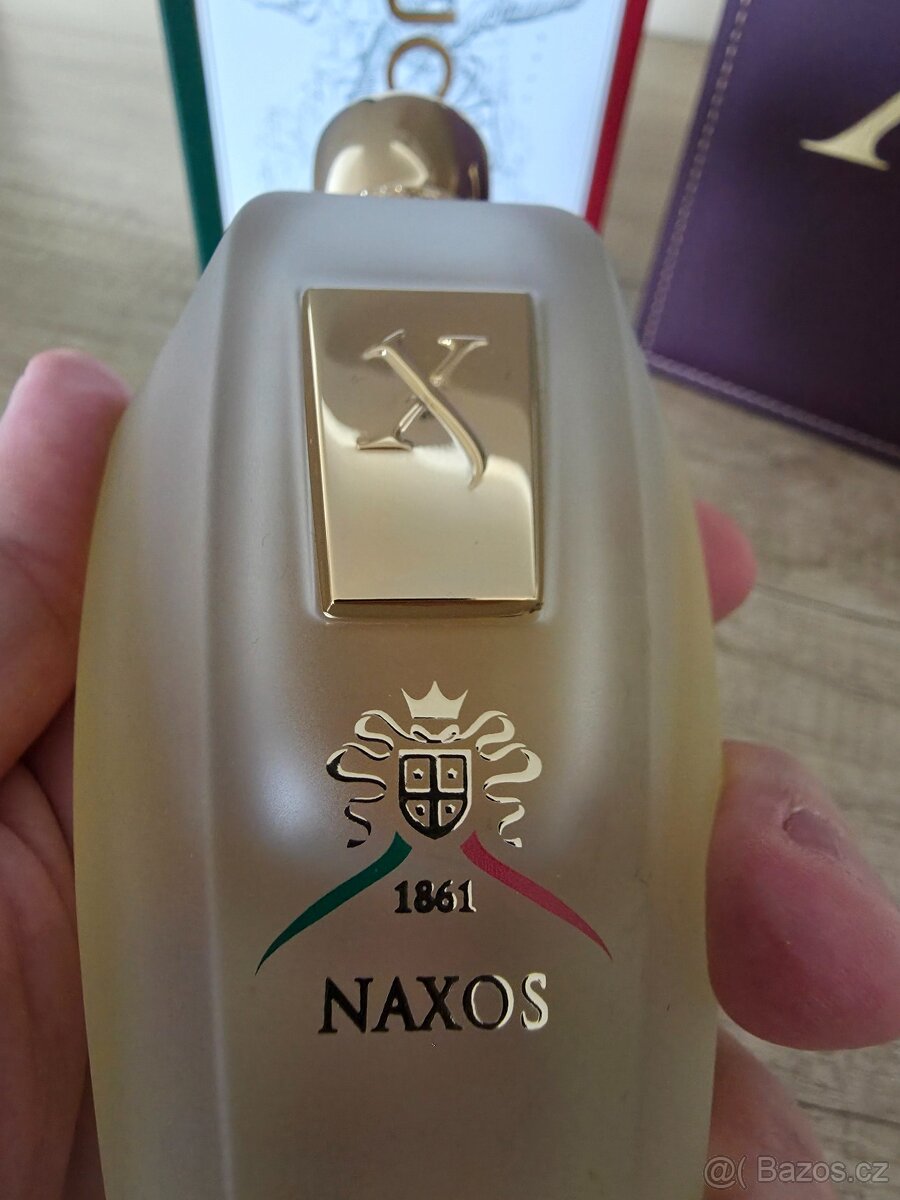 X
1861
NAXOS
@( Bazos.cz